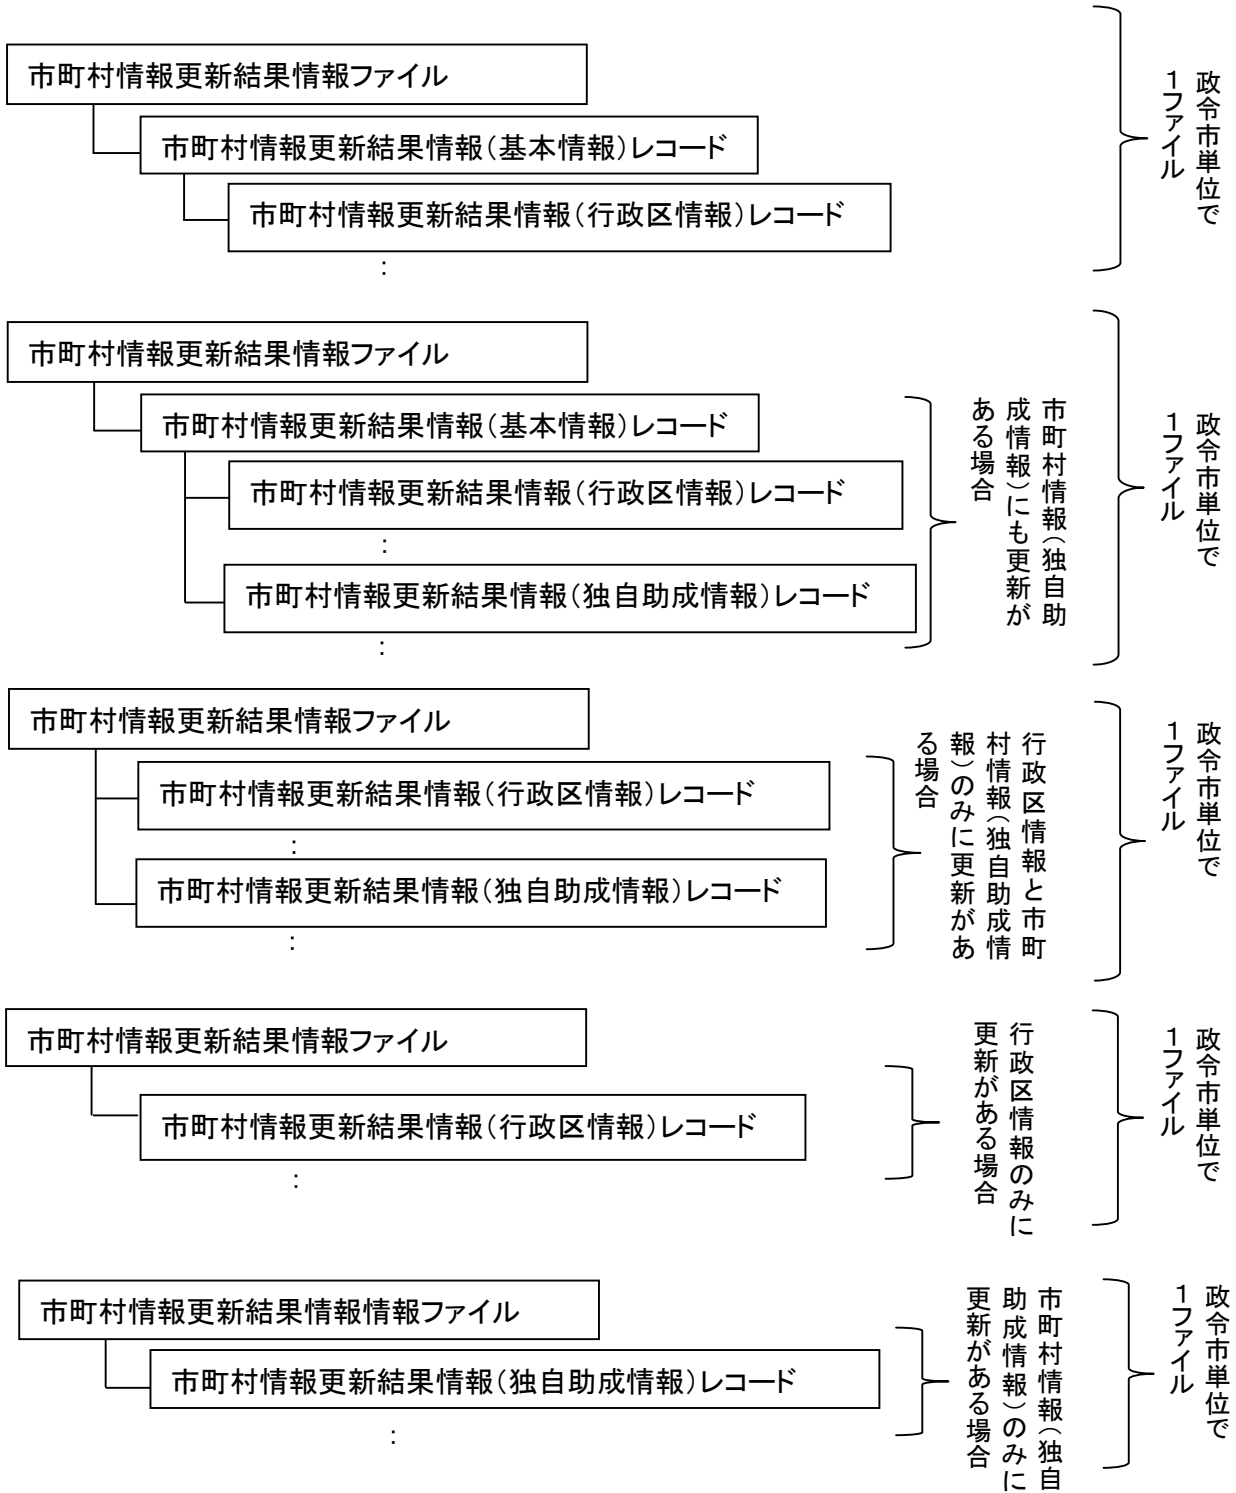 市町村情報更新結果情報ファイル
市町村情報更新結果情報（基本情報）レコード
市町村情報更新結果情報（行政区情報）レコード
：
政令市単位で
１ファイル
市町村情報更新結果情報ファイル
市町村情報更新結果情報（基本情報）レコード
市町村情報更新結果情報（行政区情報）レコード
：
市町村情報更新結果情報（独自助成情報）レコード
：
市町村情報（独自助
成情報）にも更新が
ある場合
政令市単位で
１ファイル
市町村情報更新結果情報ファイル
市町村情報更新結果情報（行政区情報）レコード
：
市町村情報更新結果情報（独自助成情報）レコード
：
行政区情報と市町
村情報（独自助成情
報）のみに更新があ
る場合
政令市単位で
１ファイル
市町村情報更新結果情報ファイル
市町村情報更新結果情報（行政区情報）レコード
：
行政区情報のみに
更新がある場合
政令市単位で
１ファイル
市町村情報更新結果情報情報ファイル
市町村情報更新結果情報（独自助成情報）レコード
：
市町村情報（独自
助成情報）のみに
更新がある場合
政令市単位で
１ファイル